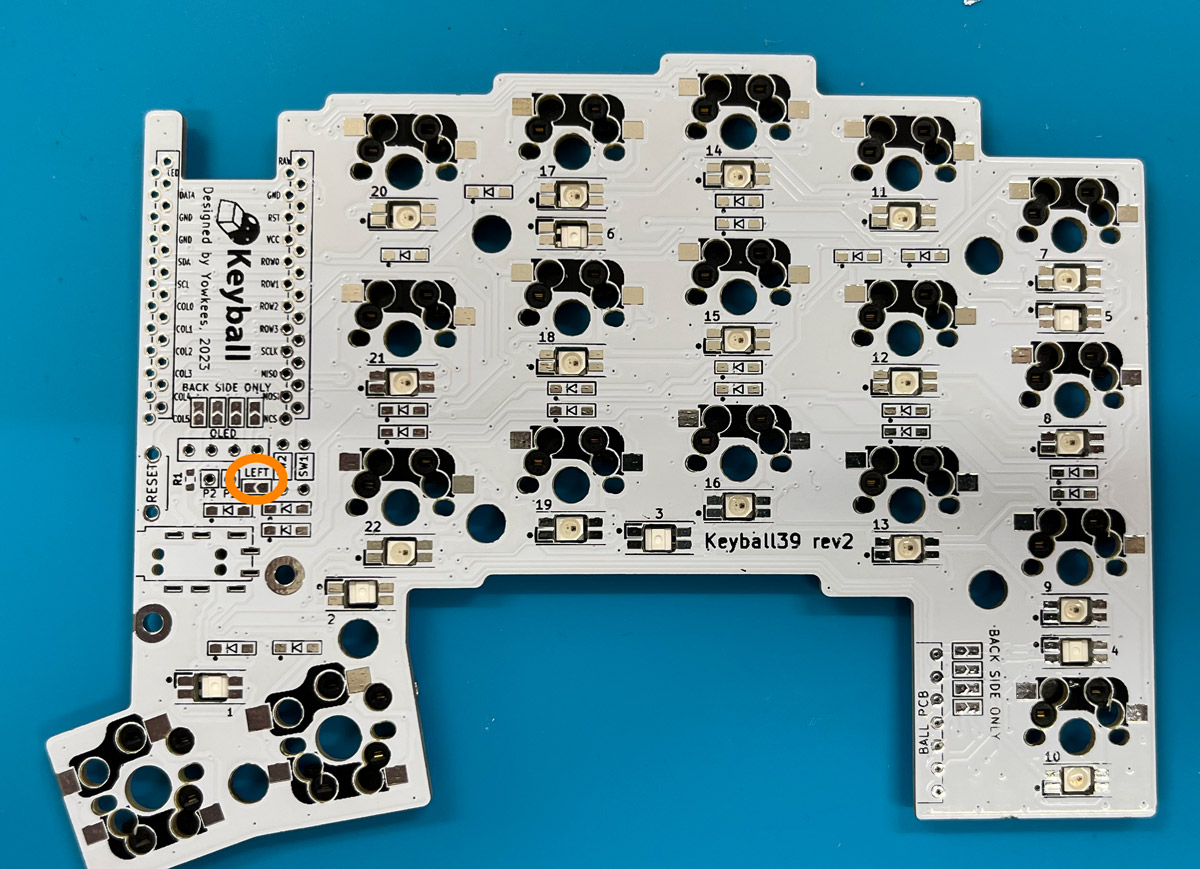 RAW
LED
DATA
GND
GND
SDA
SCL
COL0
COL1
COL2
COL3
COL4
COL5
Designed by Yowkees, 2023
Keyball
GND
RST
VCC
ROW0
ROW1
ROW2
ROW3
SCLK
MISO
MOSI
NCS
BACK SIDE ONLY
OLED
RESET
R1
P2
LEFT
SW1
20
17
6
14
11
7
5
21
18
15
12
8
22
19
3
16
13
9
4
10
2
1
Keyball39 rev2
BALL PCB
BACK SIDE ONLY